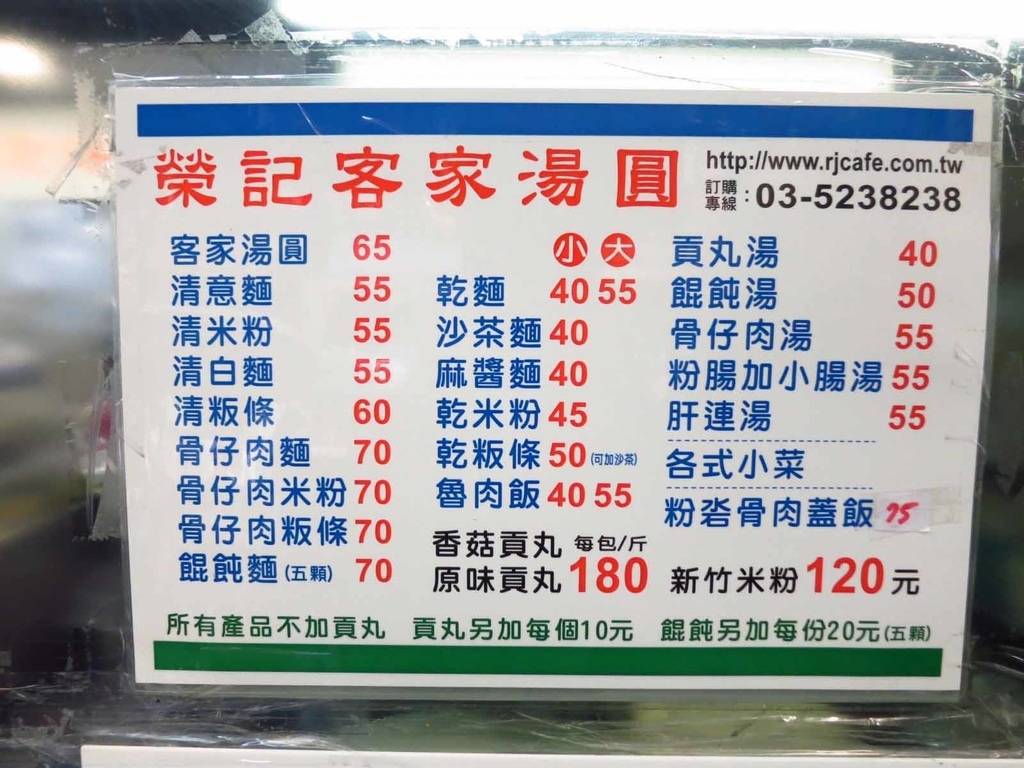 榮記客家湯圓
http://www.rjcafe.com.tw
訂購專線：03-5238238
客家湯圓 65
清意麵 55
清米粉 55
清白麵 55
清粄條 60
骨仔肉麵 70
骨仔肉米粉 70
骨仔肉粄條 70
餛飩麵(五顆) 70
小 大
乾麵 40 55
沙茶麵 40
麻醬麵 40
乾米粉 45
乾粄條 50 (可加沙茶)
魯肉飯 40 55
香菇貢丸 每包/斤
原味貢丸 180
貢丸湯 40
餛飩湯 50
骨仔肉湯 55
粉腸加小腸湯 55
肝連湯 55
各式小菜
粉沯骨肉蓋飯 75
新竹米粉 120元
所有產品不加貢丸 貢丸另加每個10元 餛飩另加每份20元(五顆)